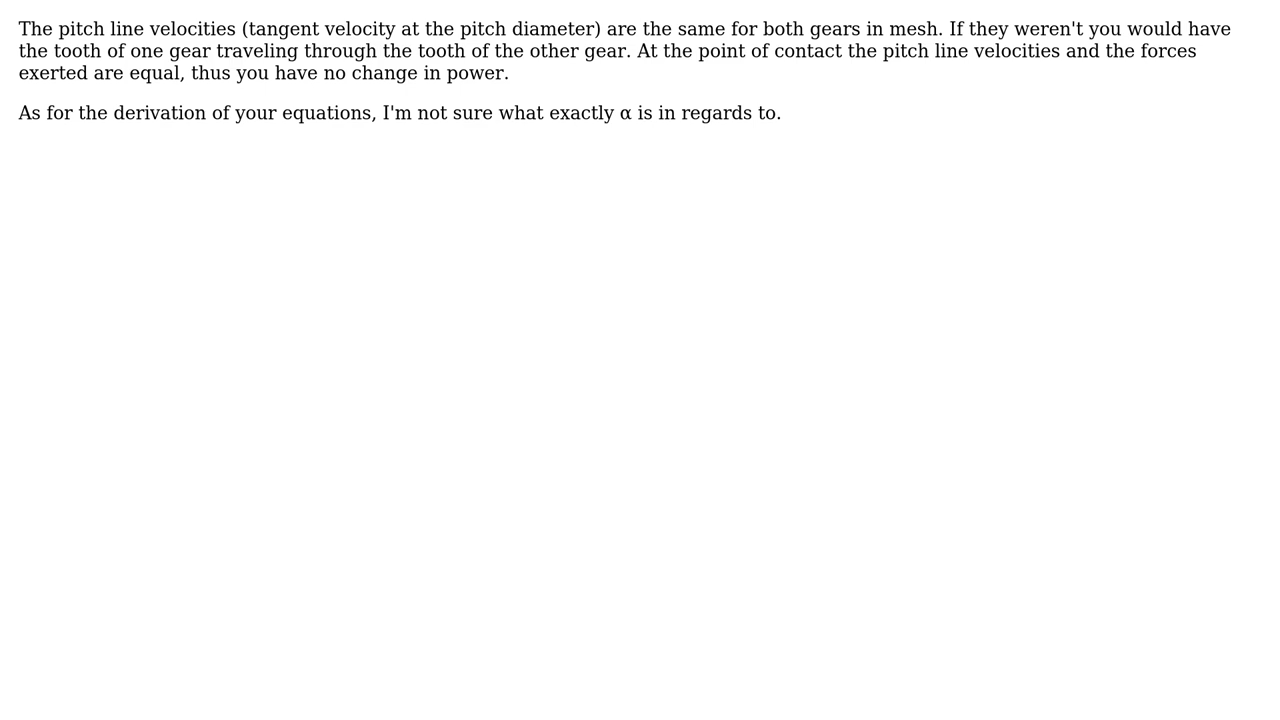 The pitch line velocities (tangent velocity at the pitch diameter) are the same for both gears in mesh. If they weren't you would have
the tooth of one gear traveling through the tooth of the other gear. At the point of contact the pitch line velocities and the forces
exerted are equal, thus you have no change in power.
As for the derivation of your equations, I'm not sure what exactly α is in regards to.